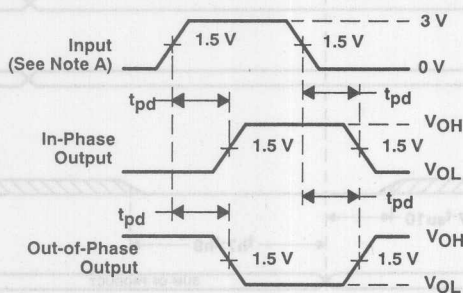 3 V
Input 1.5 V 1.5 V
(See Note A) 0 V
tpd tpd
VOH
In-Phase 1.5 V 1.5 V
Output VOL
tpd tpd
VOH
Out-of-Phase 1.5 V 1.5 V
Output VOL